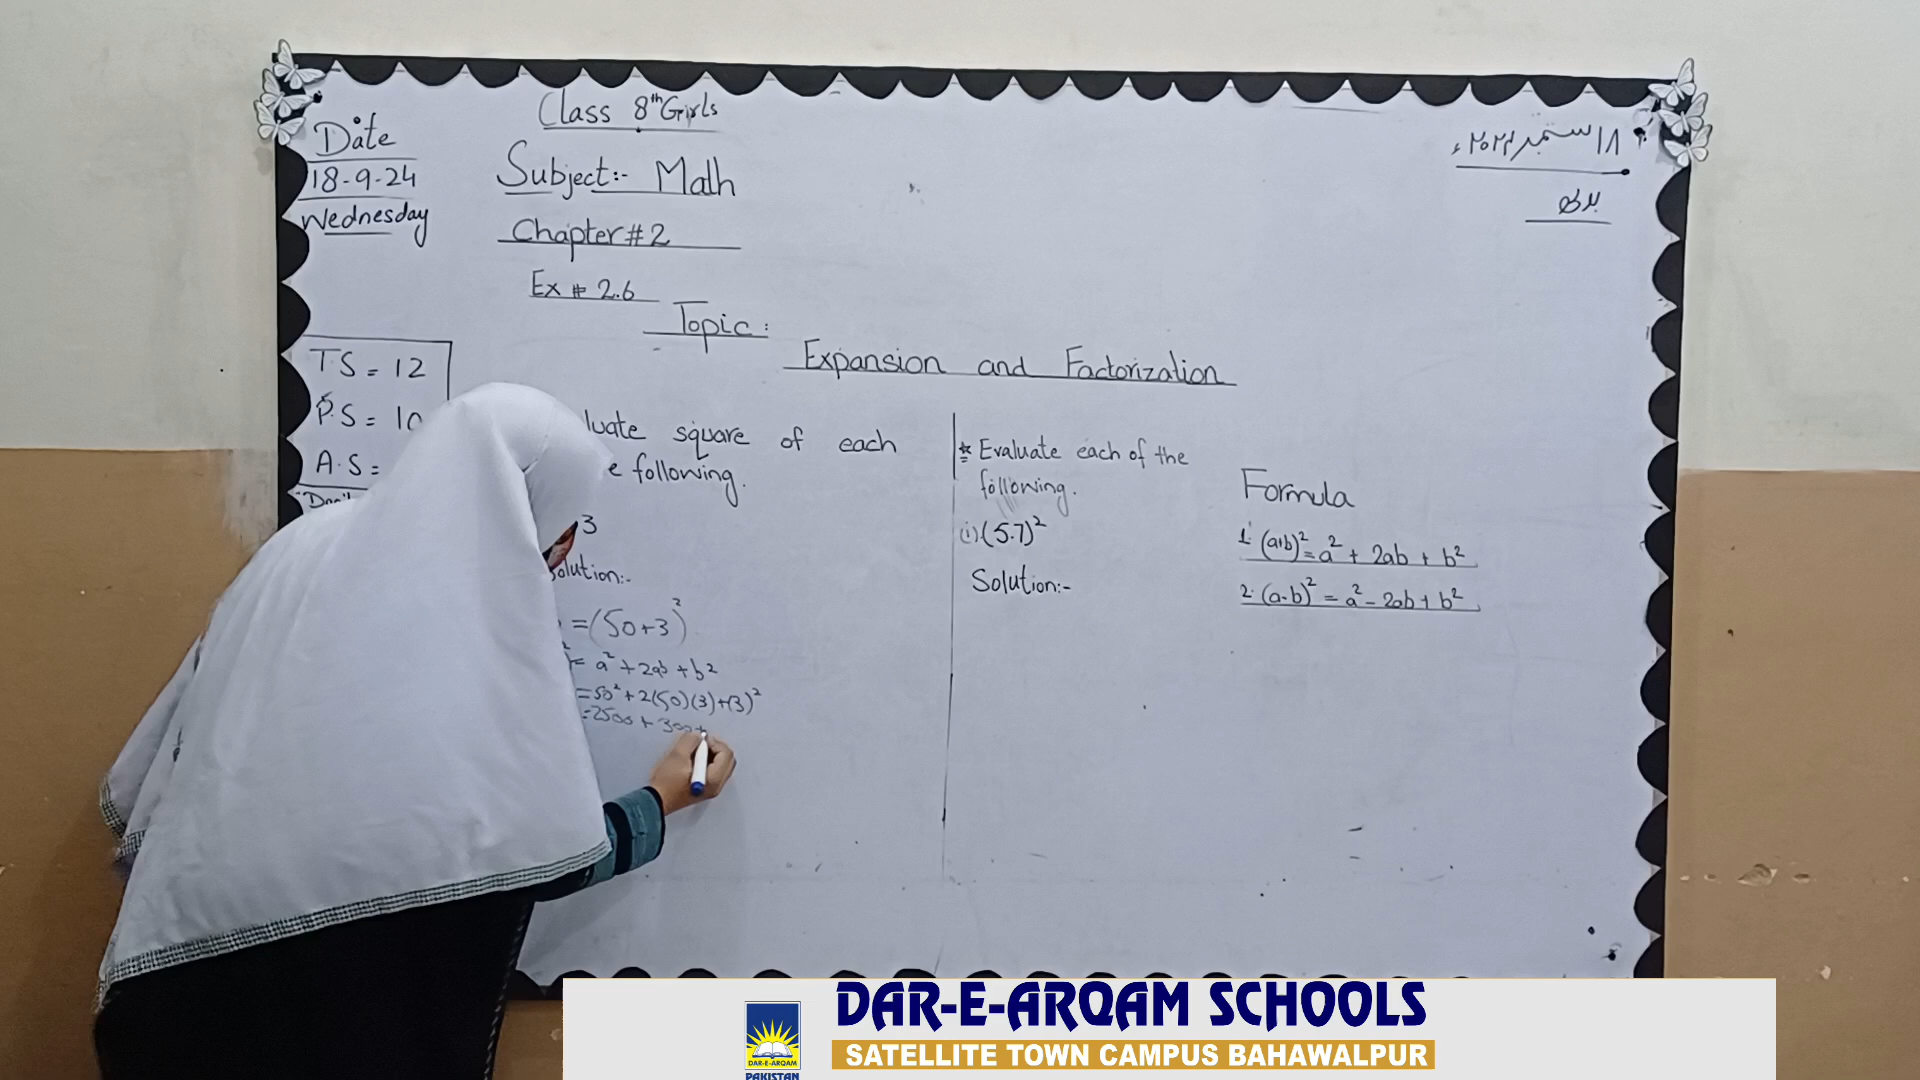 Class 8th Girls
Date
18-9-24
Wednesday
Subject:- Math
Chapter# 2
Ex # 2.6
Topic:
Expansion and Factorization
۱۸ ستمبر ۲۰۲۴ء
بدھ
TS = 12
P.S = 10
A.S =
luate square of each
e following.
3
Solution:-
=(50+3)²
= a² + 2ab + b²
=50² + 2(50)(3)+(3)²
=2500 + 300+
* Evaluate each of the
following.
(i) (5.7)²
Solution:-
Formula
1. (a+b)² = a² + 2ab + b²
2. (a-b)² = a² - 2ab + b²
DAR-E-ARQAM SCHOOLS
SATELLITE TOWN CAMPUS BAHAWALPUR
DAR-E-ARQAM
PAKISTAN